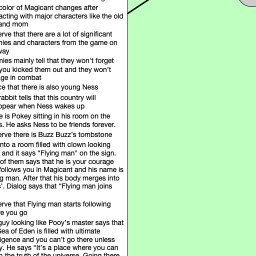 color of Magicant changes after
acting with major characters like the old
and mom
erve that there are a lot of significant
mies and characters from the game on
way
mies mainly tell that they won't forget
you kicked them out and they won't
age in combat
ce that there is also young Ness
rabbit tells that this country will
ppear when Ness wakes up
e is Pokey sitting in his room on the
s. He asks Ness to be friends forever.
erve there is Buzz Buzz's tombstone
nto a room filled with clown looking
and it says "Flying man" on the sign.
of them says that he is your courage
follows you in Magicant and his name is
g man. After that his body merges into
'. Dialog says that "Flying man joins
erve that Flying man starts following
re you go
guy looking like Pooy's master says that
Sea of Eden is filled with ultimate
ligence and you can't go there unless
y. He says "It's a place where you can
the truth of the universe. Going there